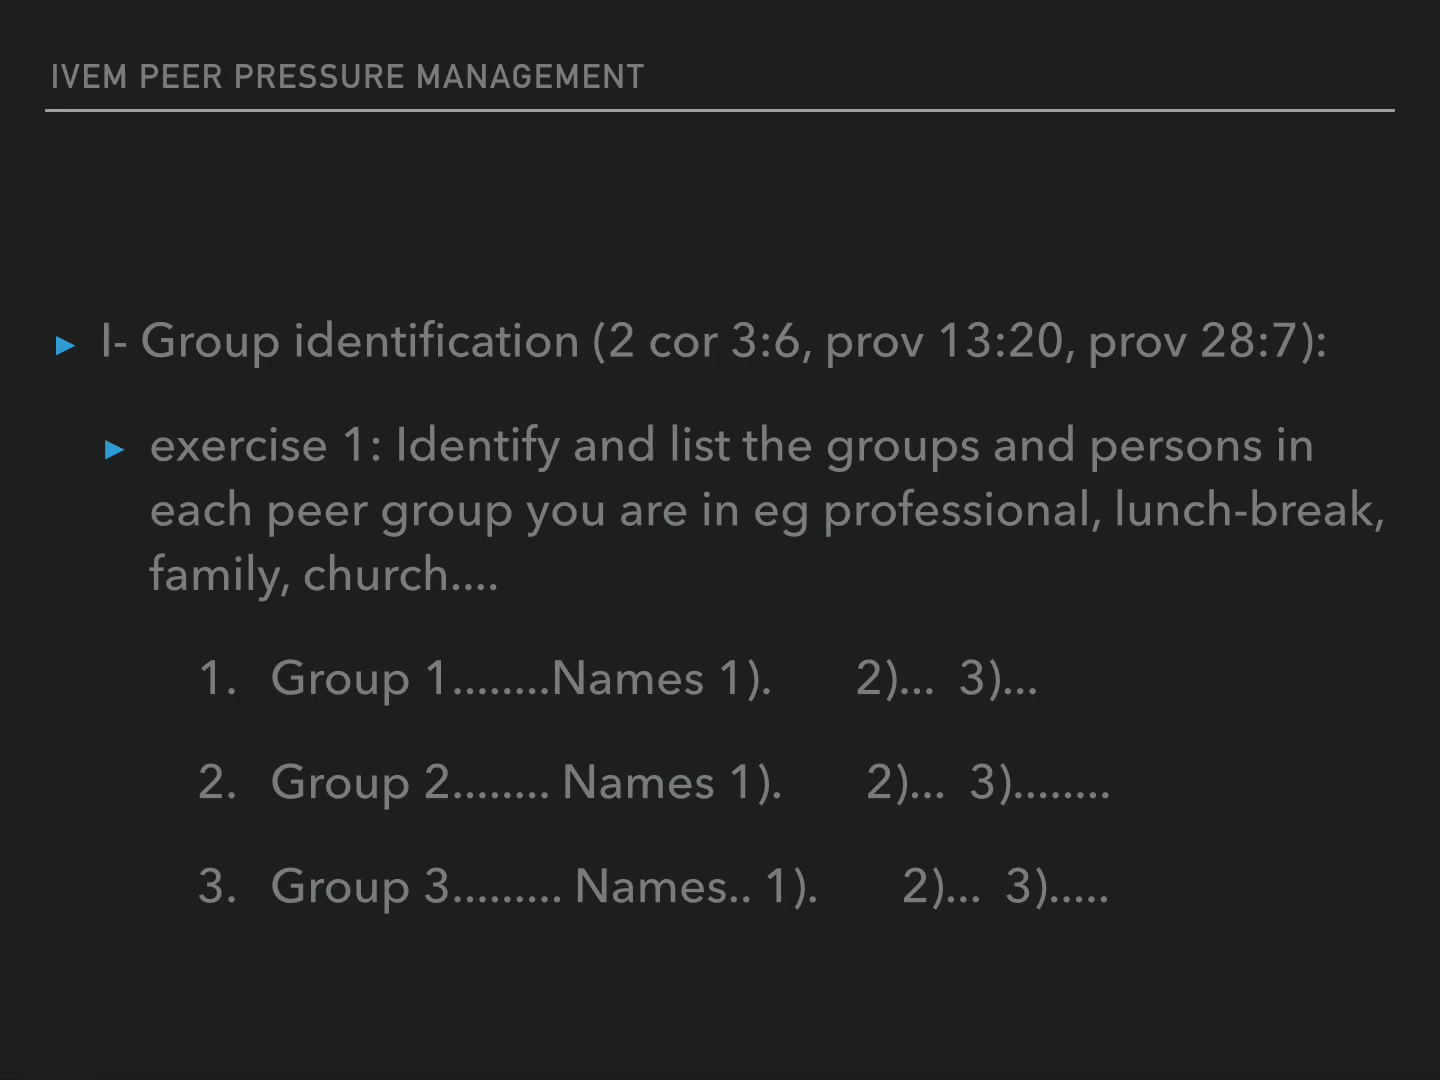 IVEM PEER PRESSURE MANAGEMENT
▸ I- Group identification (2 cor 3:6, prov 13:20, prov 28:7):
▸ exercise 1: Identify and list the groups and persons in
each peer group you are in eg professional, lunch-break,
family, church....
1. Group 1........Names 1). 2)... 3)...
2. Group 2........ Names 1). 2)... 3)........
3. Group 3......... Names.. 1). 2)... 3).....